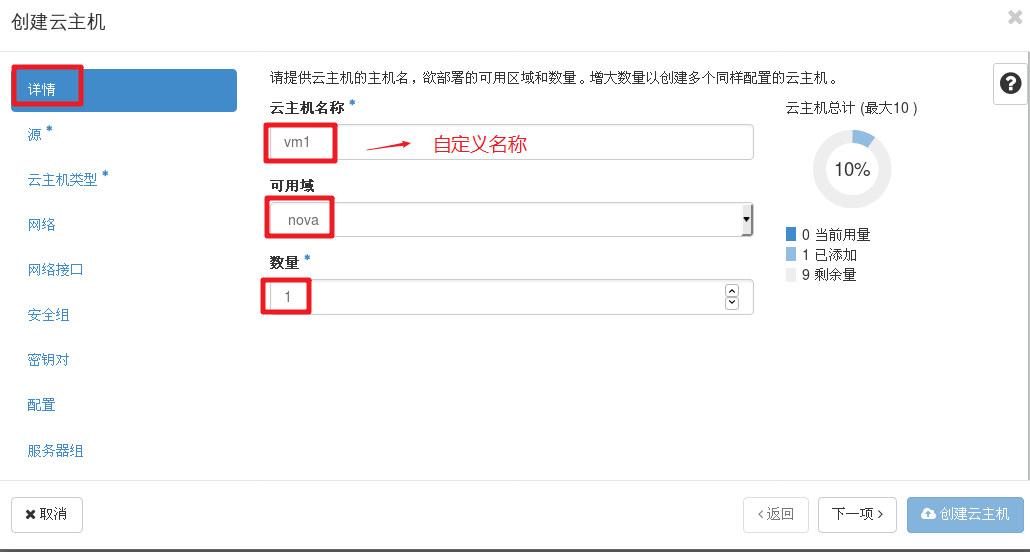 创建云主机
详情
源 *
云主机类型 *
网络
网络接口
安全组
密钥对
配置
服务器组
请提供云主机的主机名，欲部署的可用区域和数量。增大数量以创建多个同样配置的云主机。
云主机名称 *
vm1
自定义名称
可用域
nova
数量 *
1
云主机总计 (最大10 )
10%
0 当前用量
1 已添加
9 剩余量
取消
返回
下一项
创建云主机